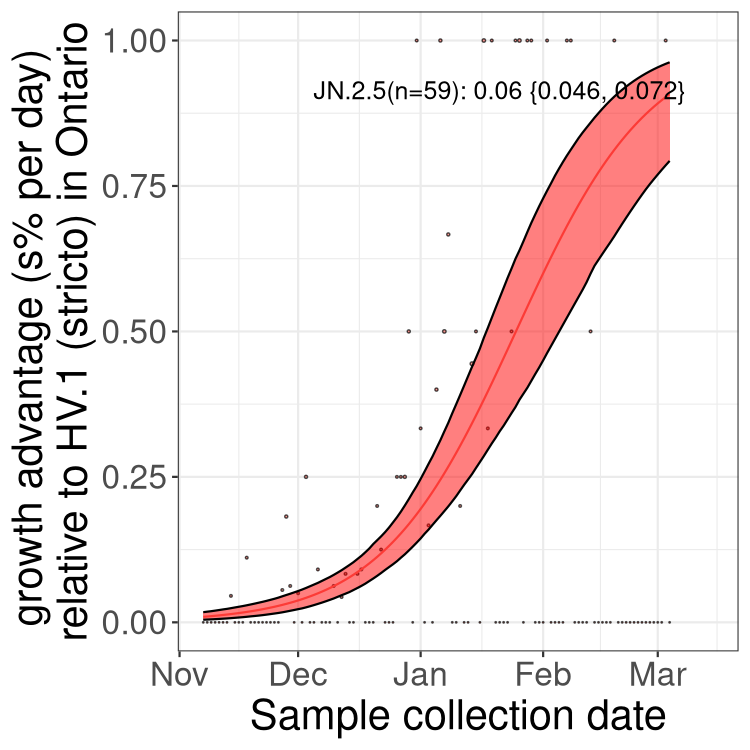 growth advantage (s% per day)
relative to HV.1 (stricto) in Ontario
1.00
0.75
0.50
0.25
0.00
JN.2.5(n=59): 0.06 {0.046, 0.072}
Nov Dec Jan Feb Mar
Sample collection date